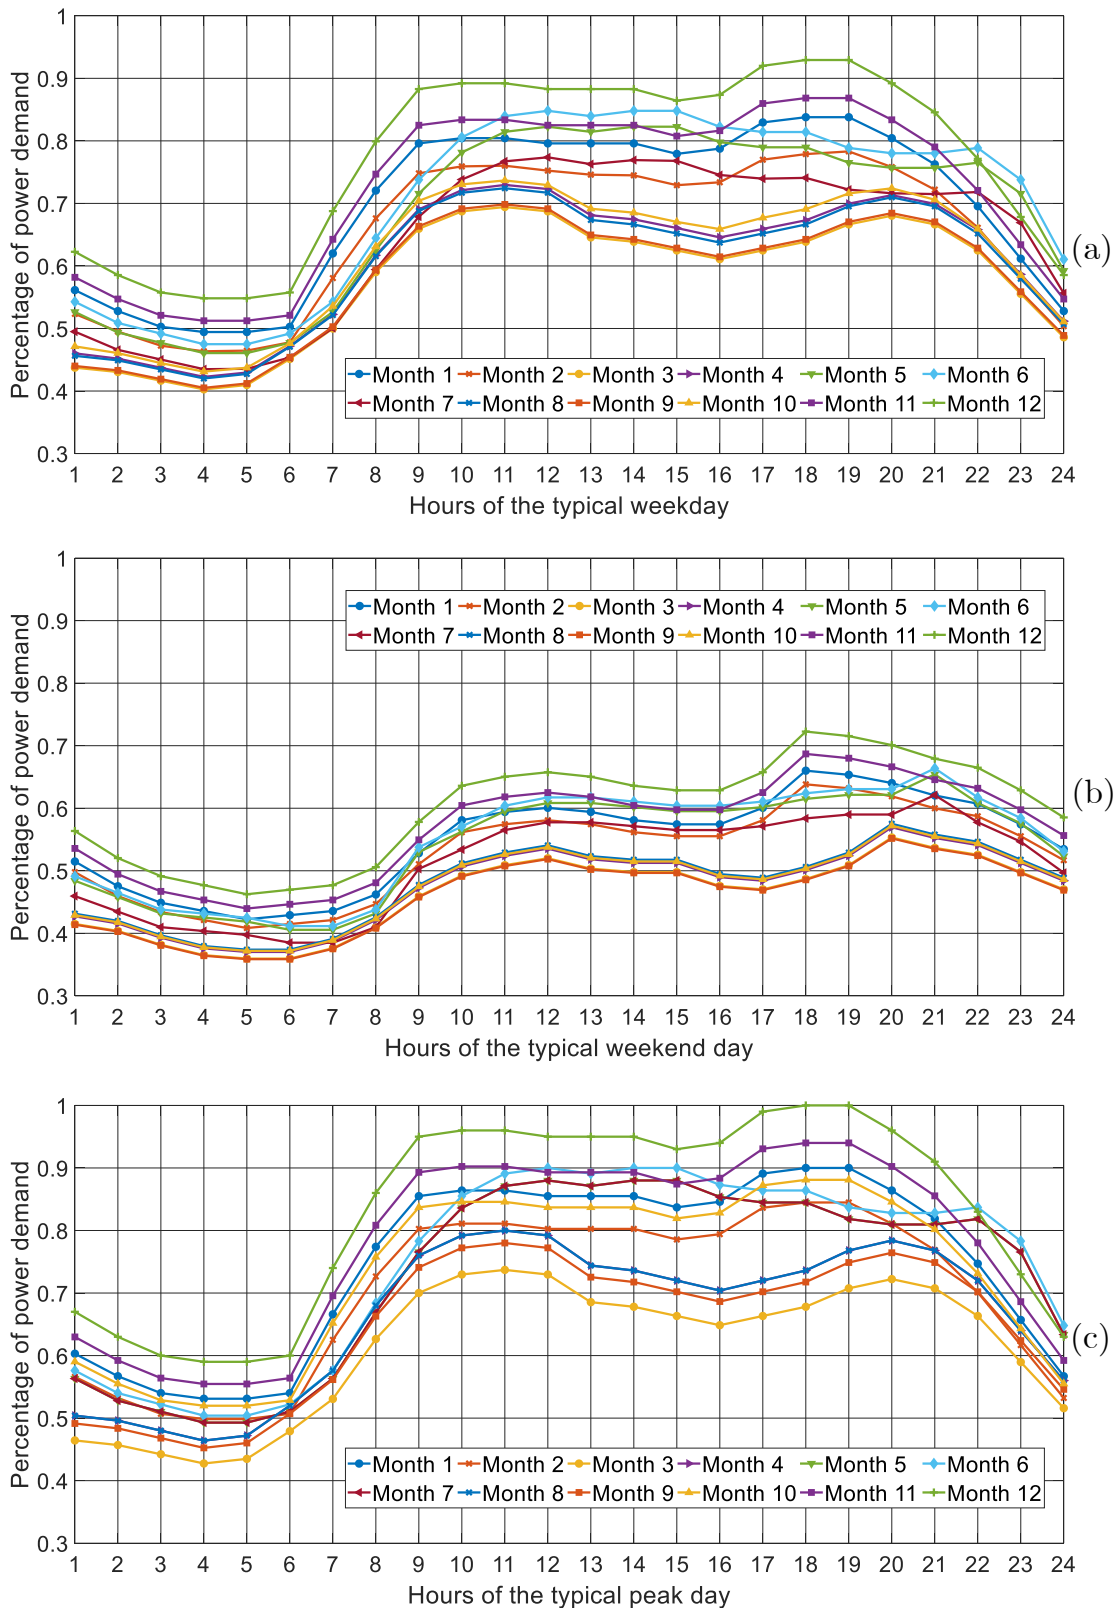 1
0.9
0.8
0.7
0.6
0.5
0.4
0.3
Percentage of power demand
Month 1 Month 2 Month 3 Month 4 Month 5 Month 6
Month 7 Month 8 Month 9 Month 10 Month 11 Month 12
1 2 3 4 5 6 7 8 9 10 11 12 13 14 15 16 17 18 19 20 21 22 23 24
Hours of the typical weekday
(a)
1
0.9
0.8
0.7
0.6
0.5
0.4
0.3
Percentage of power demand
Month 1 Month 2 Month 3 Month 4 Month 5 Month 6
Month 7 Month 8 Month 9 Month 10 Month 11 Month 12
1 2 3 4 5 6 7 8 9 10 11 12 13 14 15 16 17 18 19 20 21 22 23 24
Hours of the typical weekend day
(b)
1
0.9
0.8
0.7
0.6
0.5
0.4
0.3
Percentage of power demand
Month 1 Month 2 Month 3 Month 4 Month 5 Month 6
Month 7 Month 8 Month 9 Month 10 Month 11 Month 12
1 2 3 4 5 6 7 8 9 10 11 12 13 14 15 16 17 18 19 20 21 22 23 24
Hours of the typical peak day
(c)